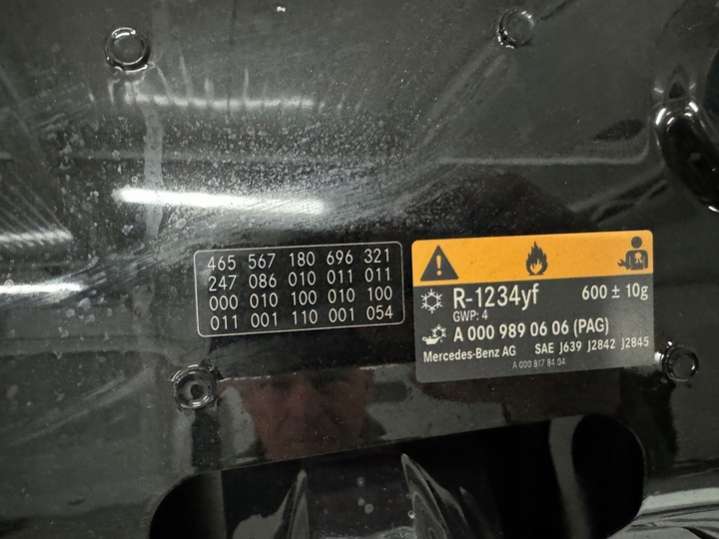 465 567 180 696 321
247 086 010 011 011
000 010 100 010 100
011 001 110 001 054
R-1234yf 600 ± 10g
GWP: 4
A 000 989 06 06 (PAG)
Mercedes-Benz AG SAE J639 J2842 J2845
A 000 817 84 04